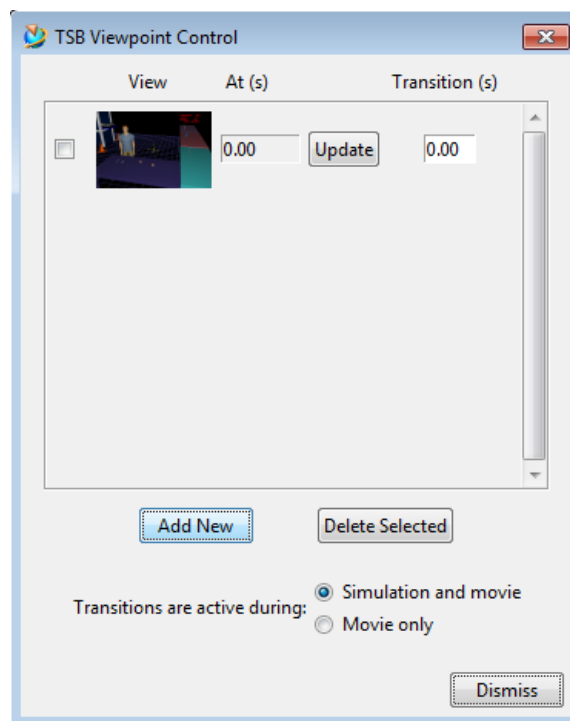 TSB Viewpoint Control
View At (s) Transition (s)
0.00 Update 0.00
Add New Delete Selected
Simulation and movie
Transitions are active during:
Movie only
Dismiss